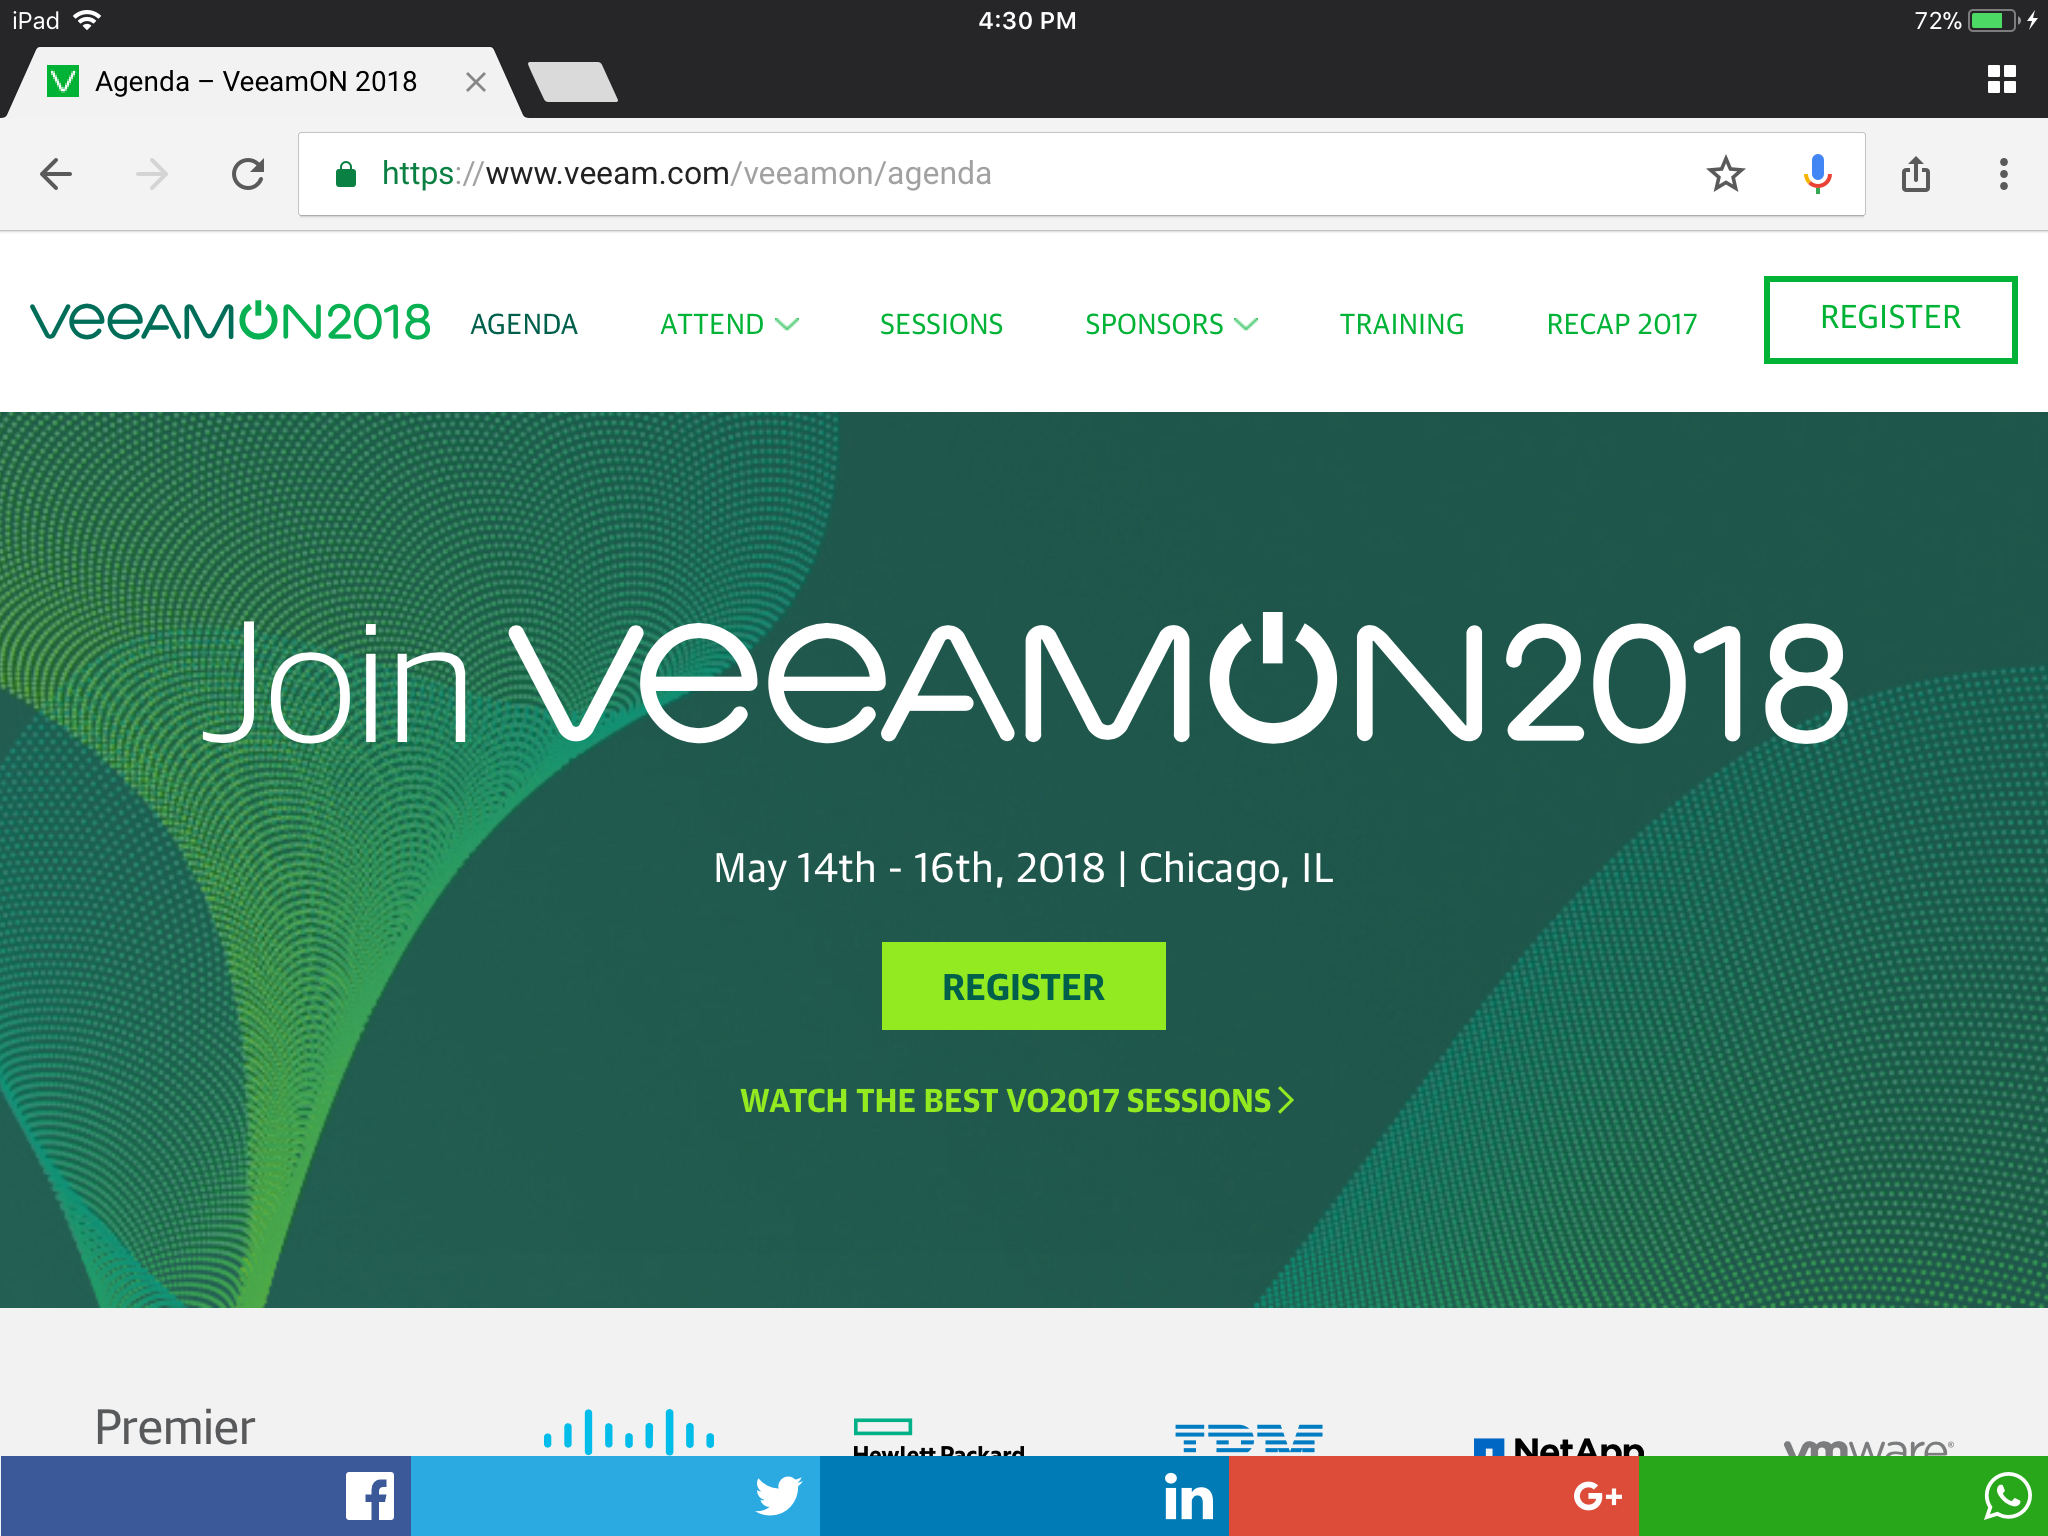 iPad 4:30 PM 72%
Agenda – VeeamON 2018
https://www.veeam.com/veeamon/agenda
VEEAMON2018 AGENDA ATTEND SESSIONS SPONSORS TRAINING RECAP 2017 REGISTER
Join VEEAMON2018
May 14th - 16th, 2018 | Chicago, IL
REGISTER
WATCH THE BEST VO2017 SESSIONS
Premier Hewlett Packard IBM NetApp vmware®
in G+